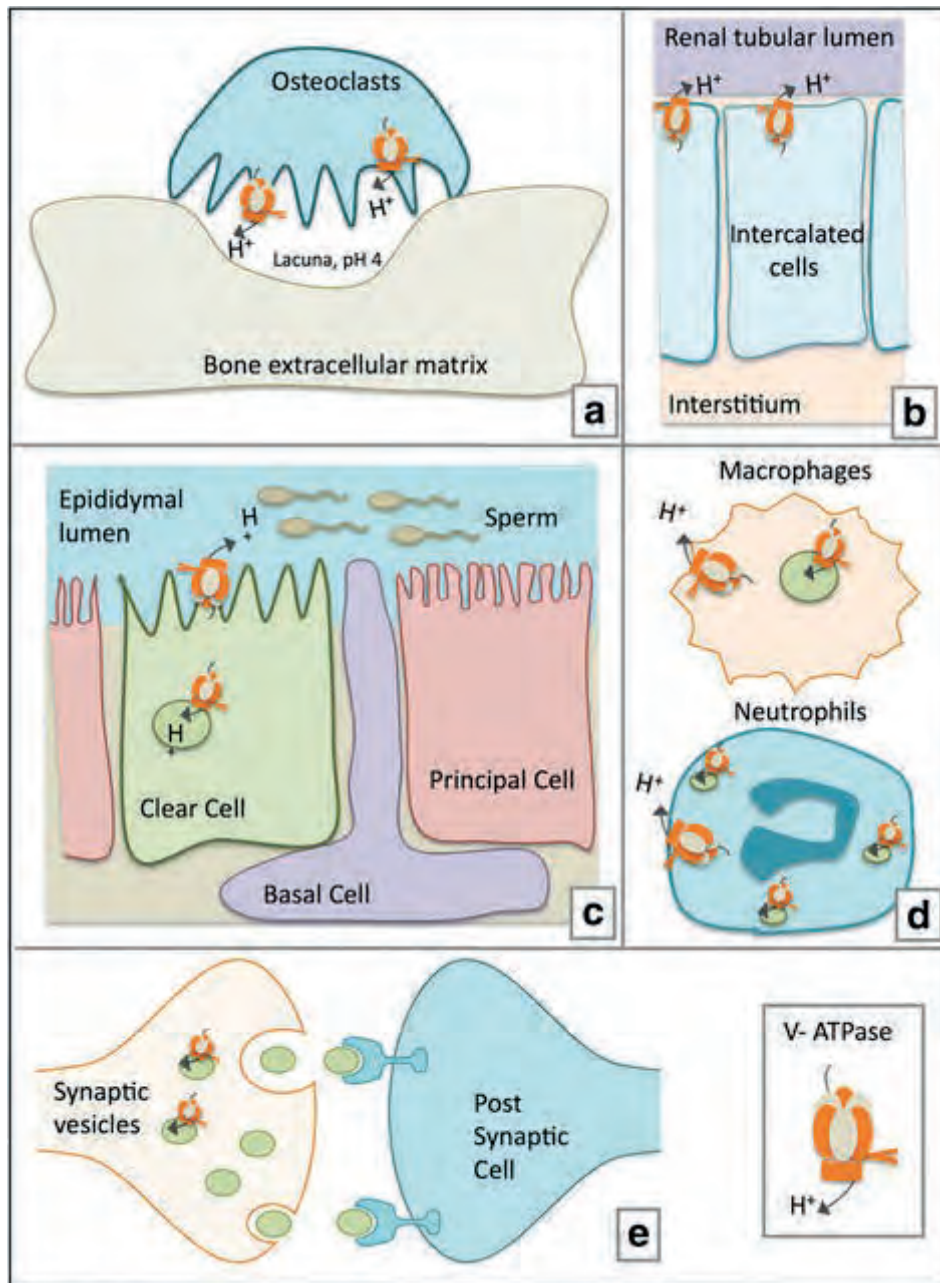 Osteoclasts
H⁺
H⁺
Lacuna, pH 4
Bone extracellular matrix
a
Renal tubular lumen
H⁺
H⁺
Intercalated
cells
Interstitium
b
Epididymal
lumen
H
+
Sperm
H
+
Clear Cell
Principal Cell
Basal Cell
c
Macrophages
H⁺
Neutrophils
H⁺
d
Synaptic
vesicles
Post
Synaptic
Cell
e
V- ATPase
H⁺